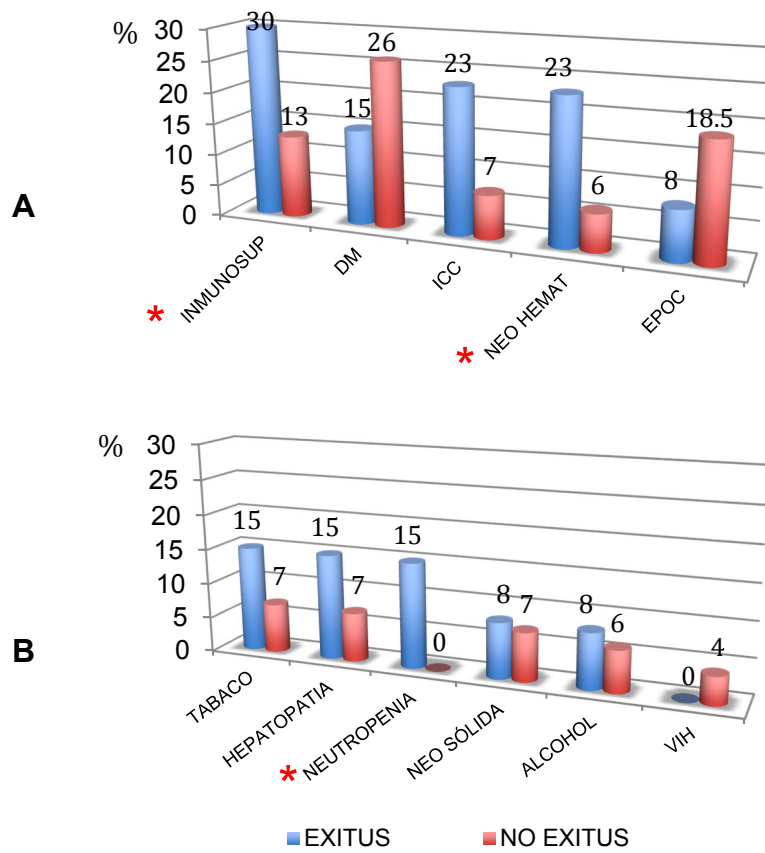 %
30
25
20
15
10
5
0
30
13
15
26
23
7
23
6
8
18.5
A
* INMUNOSUP
DM
ICC
* NEO HEMAT
EPOC
%
30
25
20
15
10
5
0
15
7
15
7
15
0
8
7
8
6
0
4
B
TABACO
HEPATOPATIA
* NEUTROPENIA
NEO SÓLIDA
ALCOHOL
VIH
EXITUS
NO EXITUS